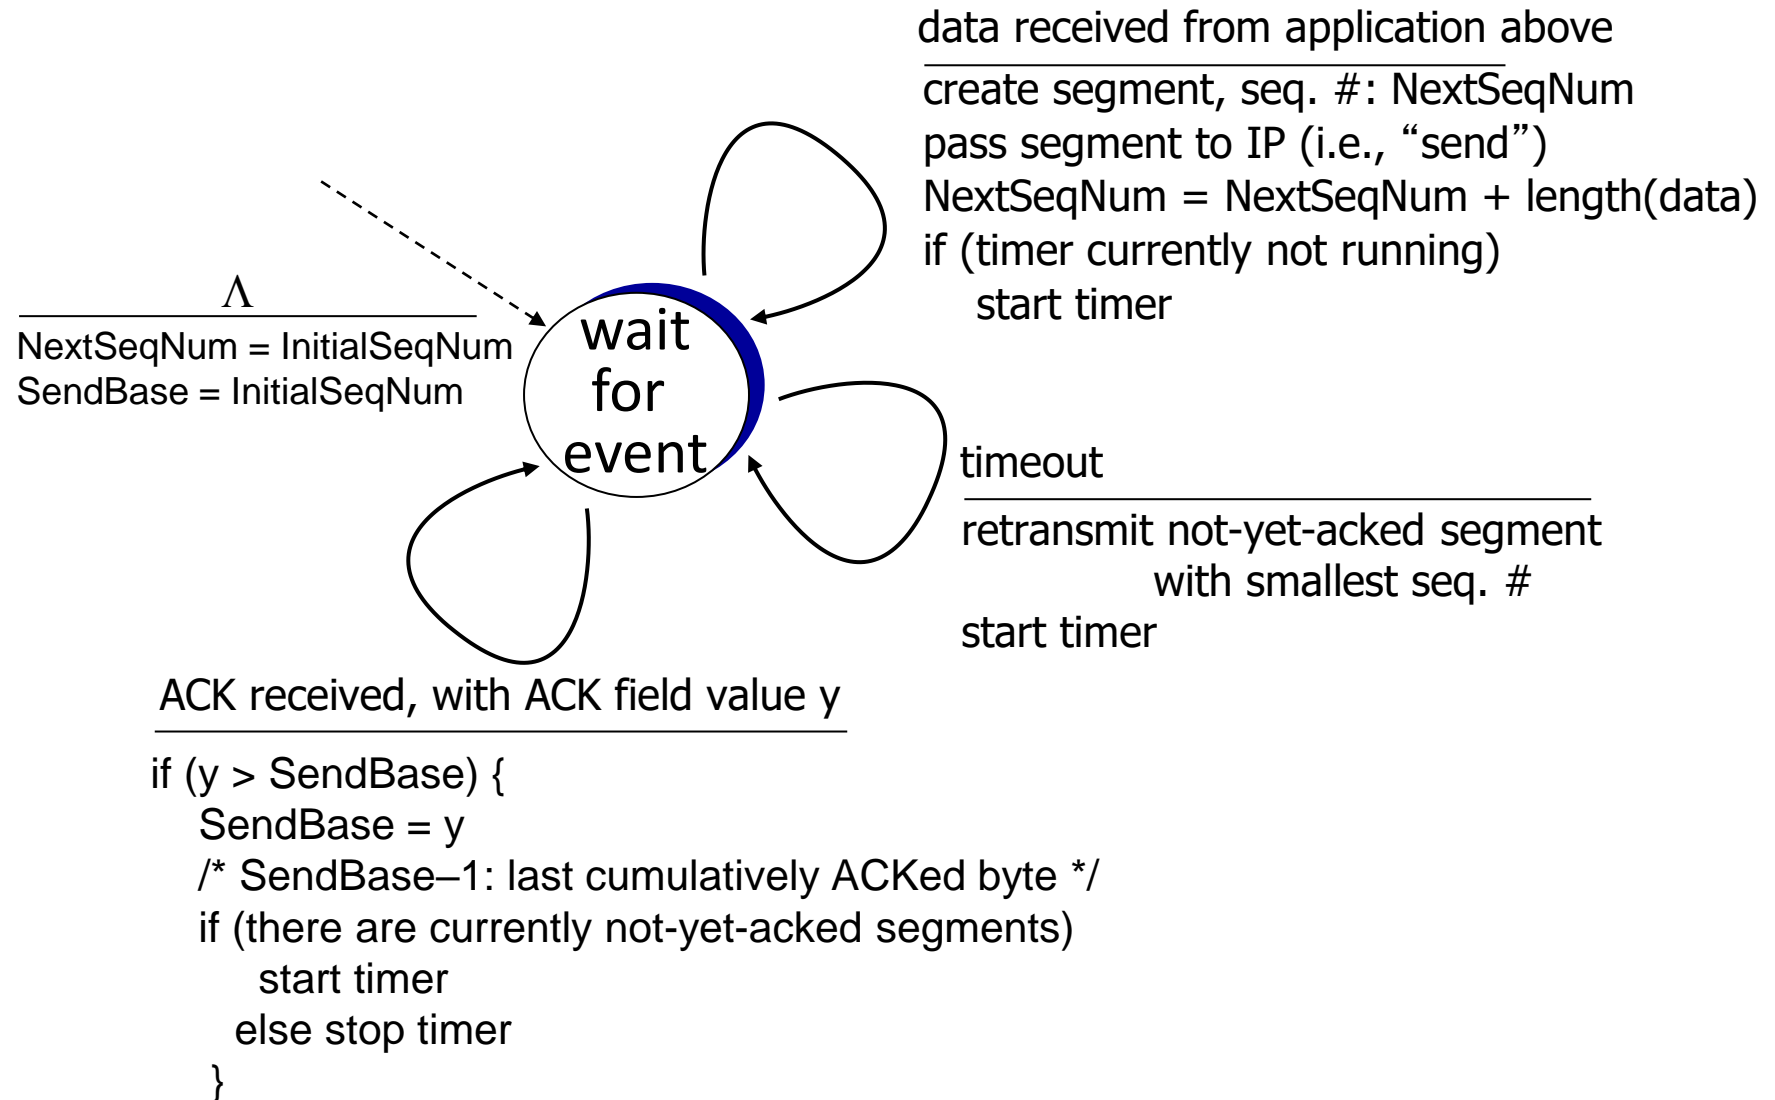 data received from application above
create segment, seq. #: NextSeqNum
pass segment to IP (i.e., “send”)
NextSeqNum = NextSeqNum + length(data)
if (timer currently not running)
start timer
Λ
NextSeqNum = InitialSeqNum
SendBase = InitialSeqNum
wait
for
event
timeout
retransmit not-yet-acked segment
with smallest seq. #
start timer
ACK received, with ACK field value y
if (y > SendBase) {
SendBase = y
/* SendBase–1: last cumulatively ACKed byte */
if (there are currently not-yet-acked segments)
start timer
else stop timer
}